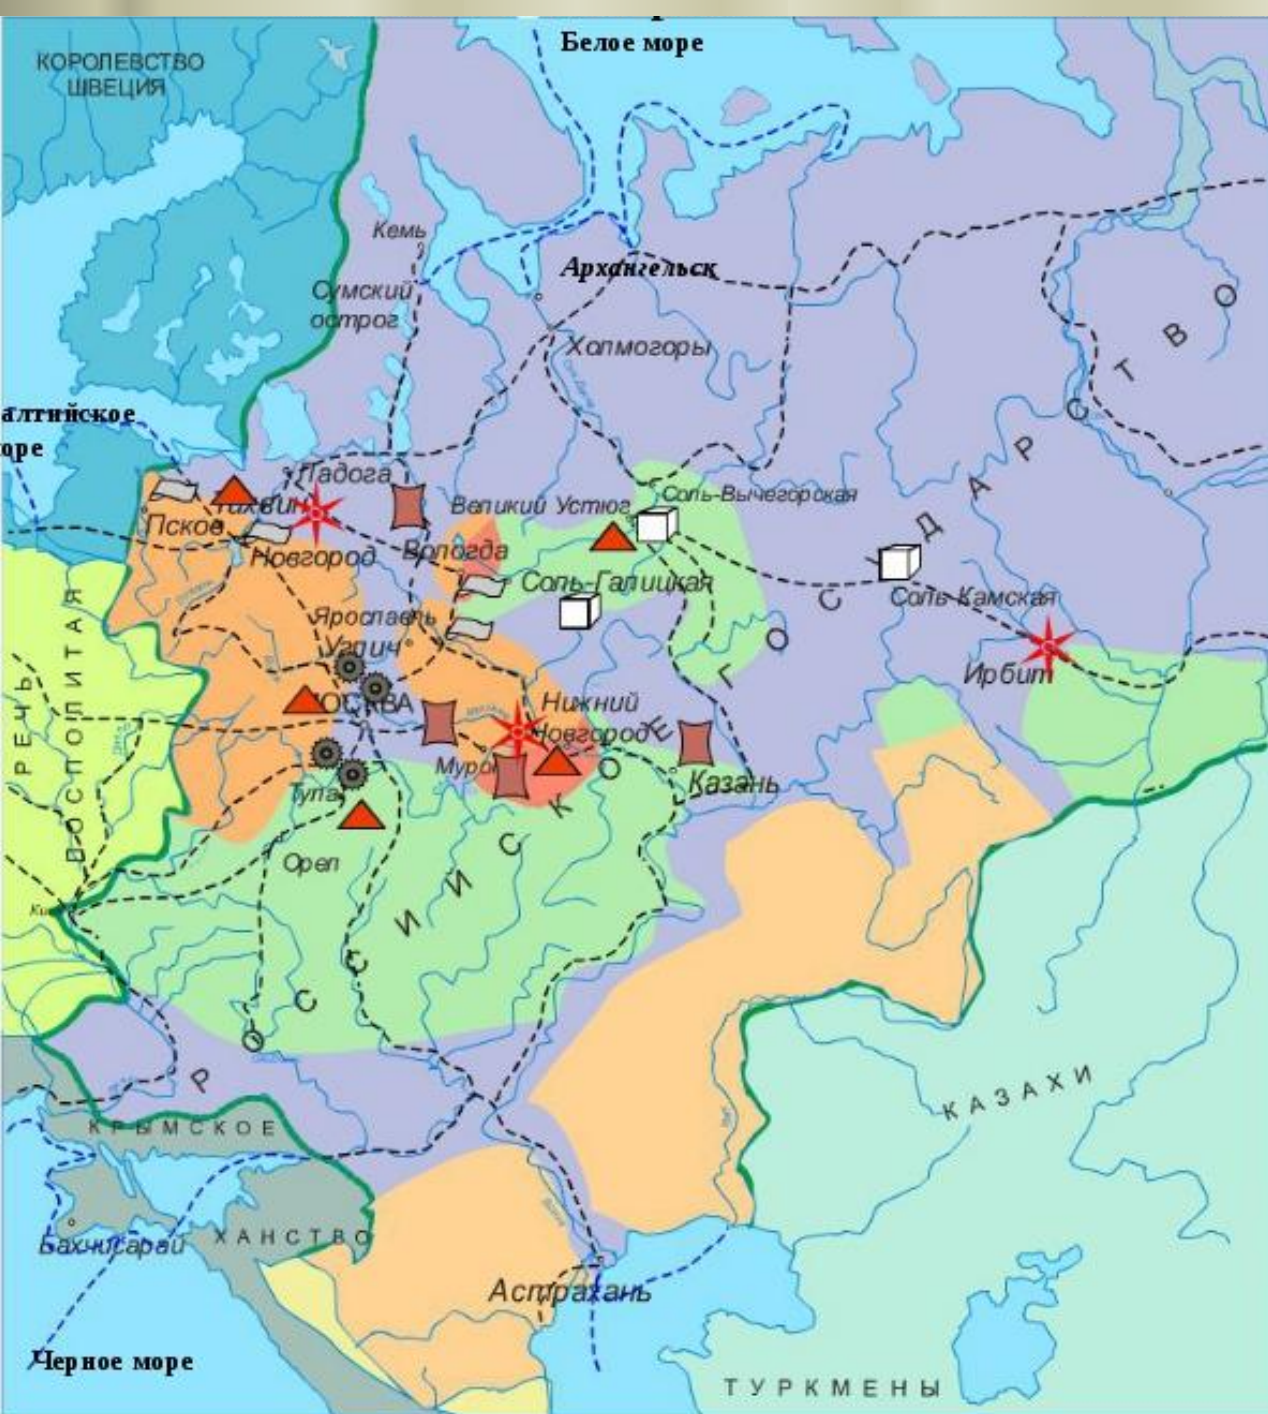 Белое море
КОРОЛЕВСТВО
ШВЕЦИЯ
Кемь
Архангельск
Сумский
острог
Холмогоры
алтийское
оре
Ладога
Тихвин
Великий Устюг
Соль-Вычегорская
Псков
Новгород
Вологда
Соль-Галицкая
Соль-Камская
Ярославль
Углич
Ирбит
МОСКВА
Нижний
Новгород
Муром
Казань
Тула
Орел
РЕЧЬ
ПОСПОЛИТАЯ
РОССИЙСКОЕ ГОСУДАРСТВО
КАЗАХИ
КРЫМСКОЕ
ХАНСТВО
Бахчисарай
Астрахань
Черное море
ТУРКМЕНЫ